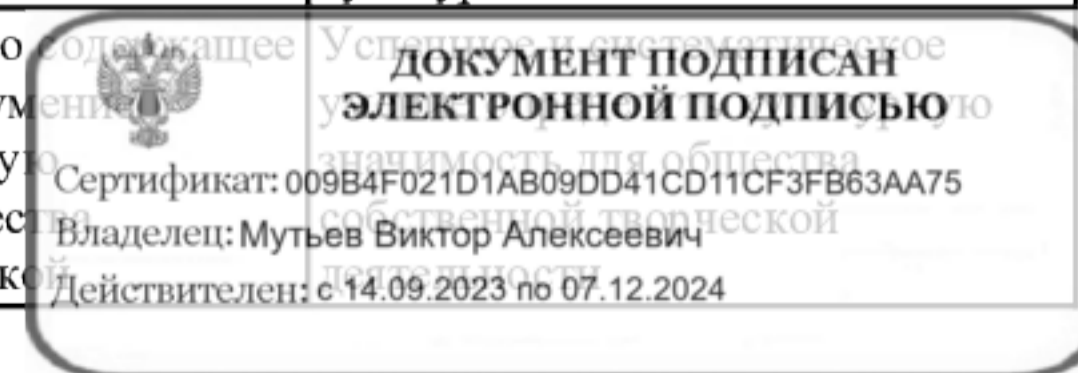 ДОКУМЕНТ ПОДПИСАН
ЭЛЕКТРОННОЙ ПОДПИСЬЮ
Сертификат: 009B4F021D1AB09DD41CD11CF3FB63AA75
Владелец: Мутьев Виктор Алексеевич
Действителен: с 14.09.2023 по 07.12.2024
содержащее
Успешное и систематическое
значимость для общества
собственной творческой
деятельности